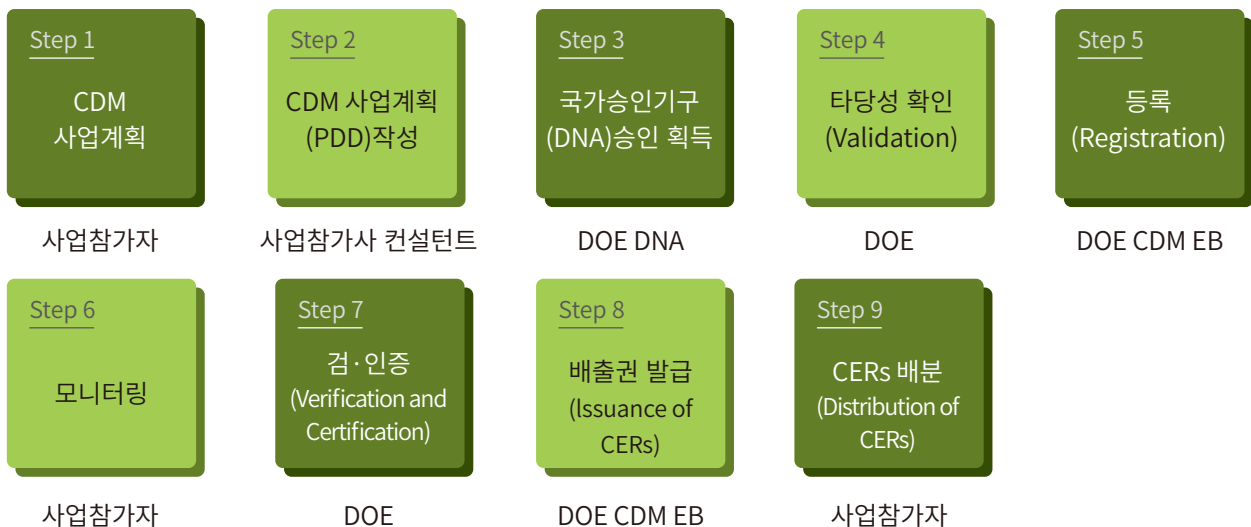 Step 1
CDM
사업계획
사업참가자
Step 2
CDM 사업계획
(PDD)작성
사업참가사 컨설턴트
Step 3
국가승인기구
(DNA)승인 획득
DOE DNA
Step 4
타당성 확인
(Validation)
DOE
Step 5
등록
(Registration)
DOE CDM EB
Step 6
모니터링
사업참가자
Step 7
검·인증
(Verification and
Certification)
DOE
Step 8
배출권 발급
(Issuance of
CERs)
DOE CDM EB
Step 9
CERs 배분
(Distribution of
CERs)
사업참가자